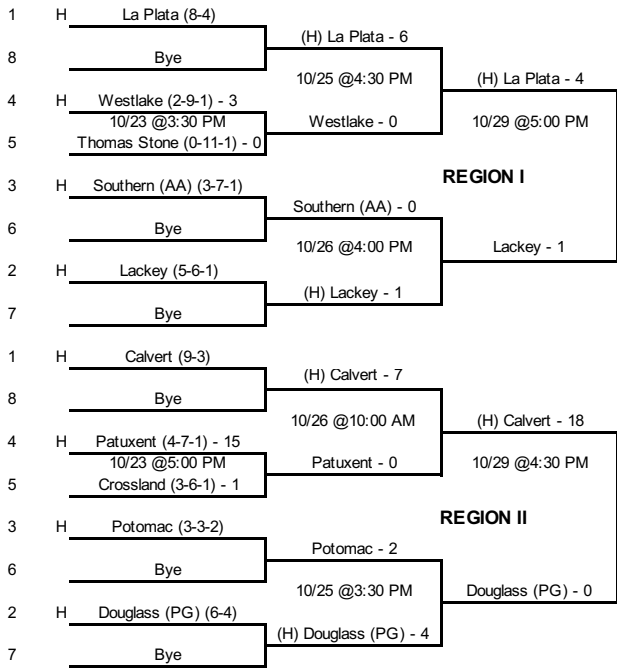 1 H La Plata (8-4)
(H) La Plata - 6
8 Bye
10/25 @4:30 PM
(H) La Plata - 4
4 H Westlake (2-9-1) - 3
10/23 @3:30 PM
Westlake - 0
10/29 @5:00 PM
5 Thomas Stone (0-11-1) - 0
REGION I
3 H Southern (AA) (3-7-1)
Southern (AA) - 0
6 Bye
10/26 @4:00 PM
Lackey - 1
2 H Lackey (5-6-1)
(H) Lackey - 1
7 Bye
1 H Calvert (9-3)
(H) Calvert - 7
8 Bye
10/26 @10:00 AM
(H) Calvert - 18
4 H Patuxent (4-7-1) - 15
10/23 @5:00 PM
Patuxent - 0
10/29 @4:30 PM
5 Crossland (3-6-1) - 1
REGION II
3 H Potomac (3-3-2)
Potomac - 2
6 Bye
10/25 @3:30 PM
Douglass (PG) - 0
2 H Douglass (PG) (6-4)
(H) Douglass (PG) - 4
7 Bye